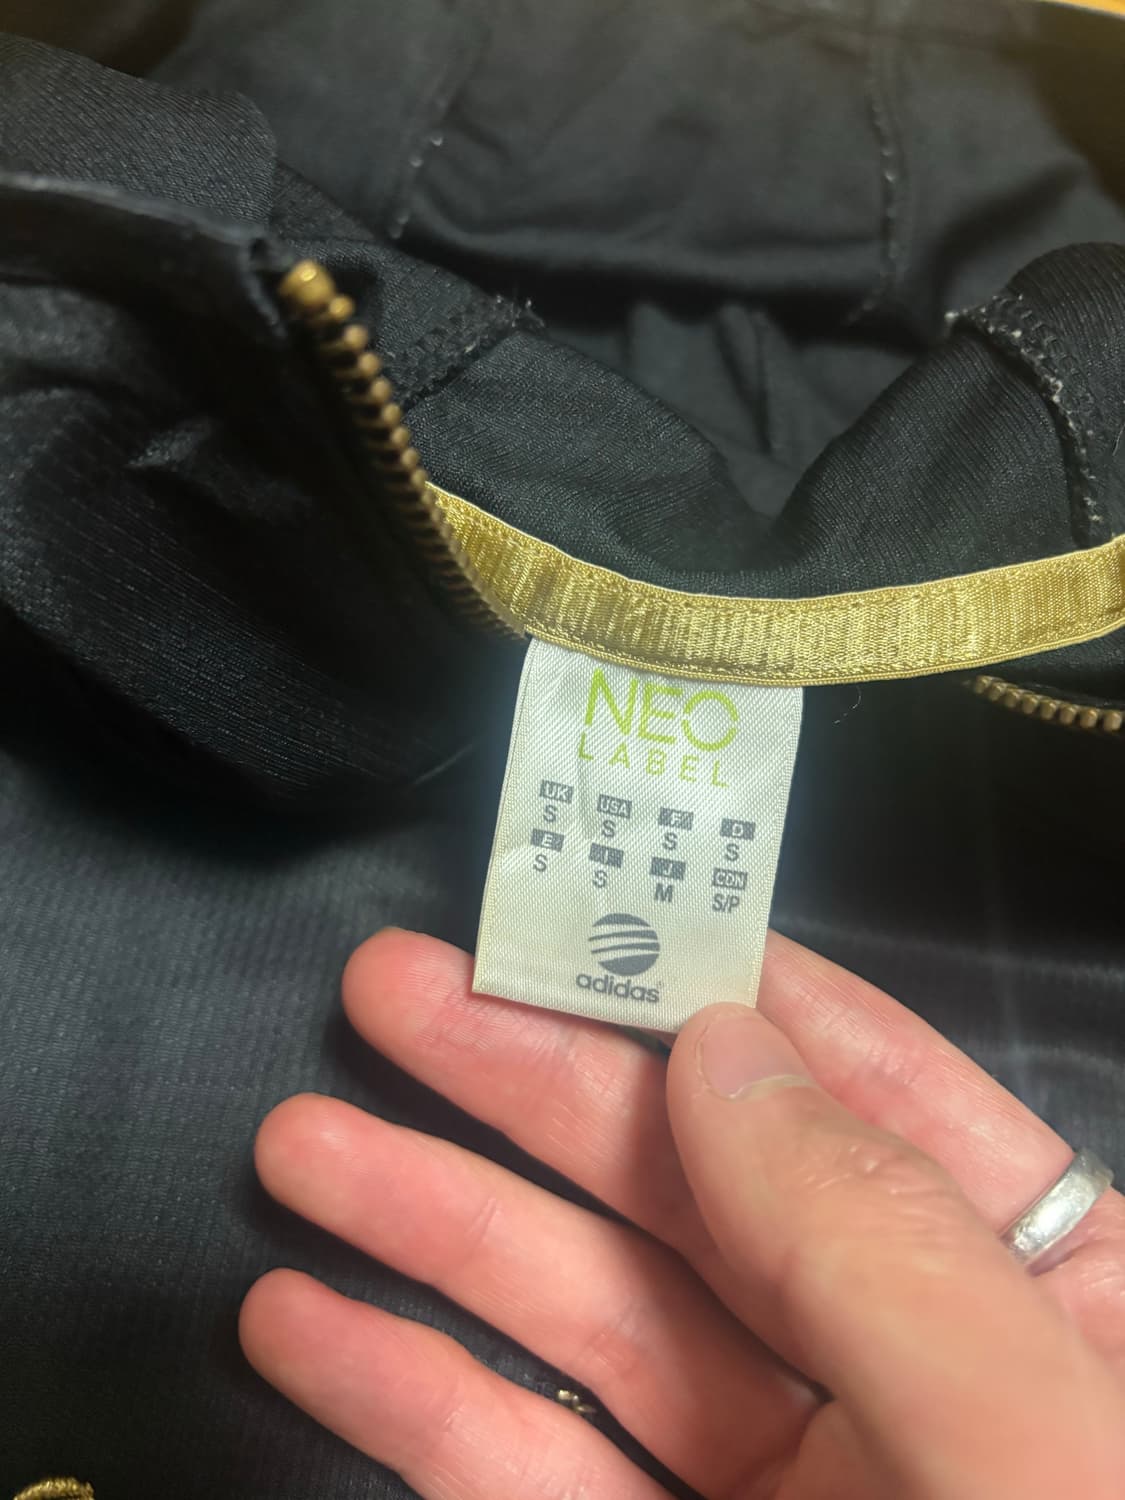 NEO
LABEL
UK USA F D
S S S S
E I J CDN
S S M S/P
adidas